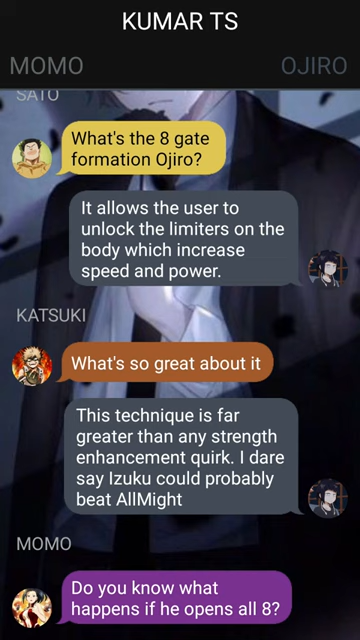 KUMAR TS
MOMO
OJIRO
SATO
What's the 8 gate
formation Ojiro?
It allows the user to
unlock the limiters on the
body which increase
speed and power.
KATSUKI
What's so great about it
This technique is far
greater than any strength
enhancement quirk. I dare
say Izuku could probably
beat AllMight
MOMO
Do you know what
happens if he opens all 8?